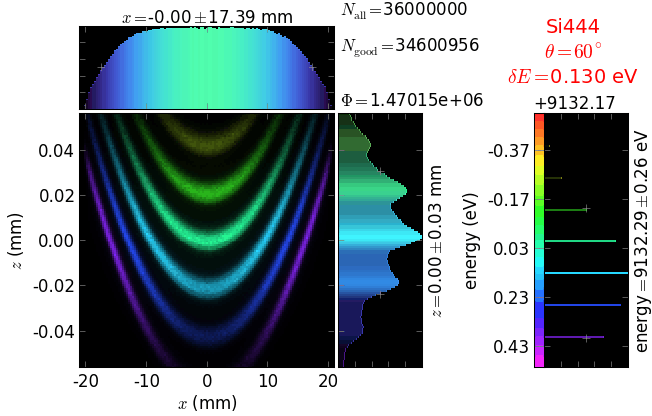 x=-0.00±17.39 mm
N_all=36000000
N_good=34600956
Φ=1.47015e+06
Si444
θ=60°
δE=0.130 eV
+9132.17
0.04
0.02
0.00
-0.02
-0.04
z (mm)
-20
-10
0
10
20
x (mm)
z=0.00±0.03 mm
energy (eV)
-0.37
-0.17
0.03
0.23
0.43
energy=9132.29±0.26 eV